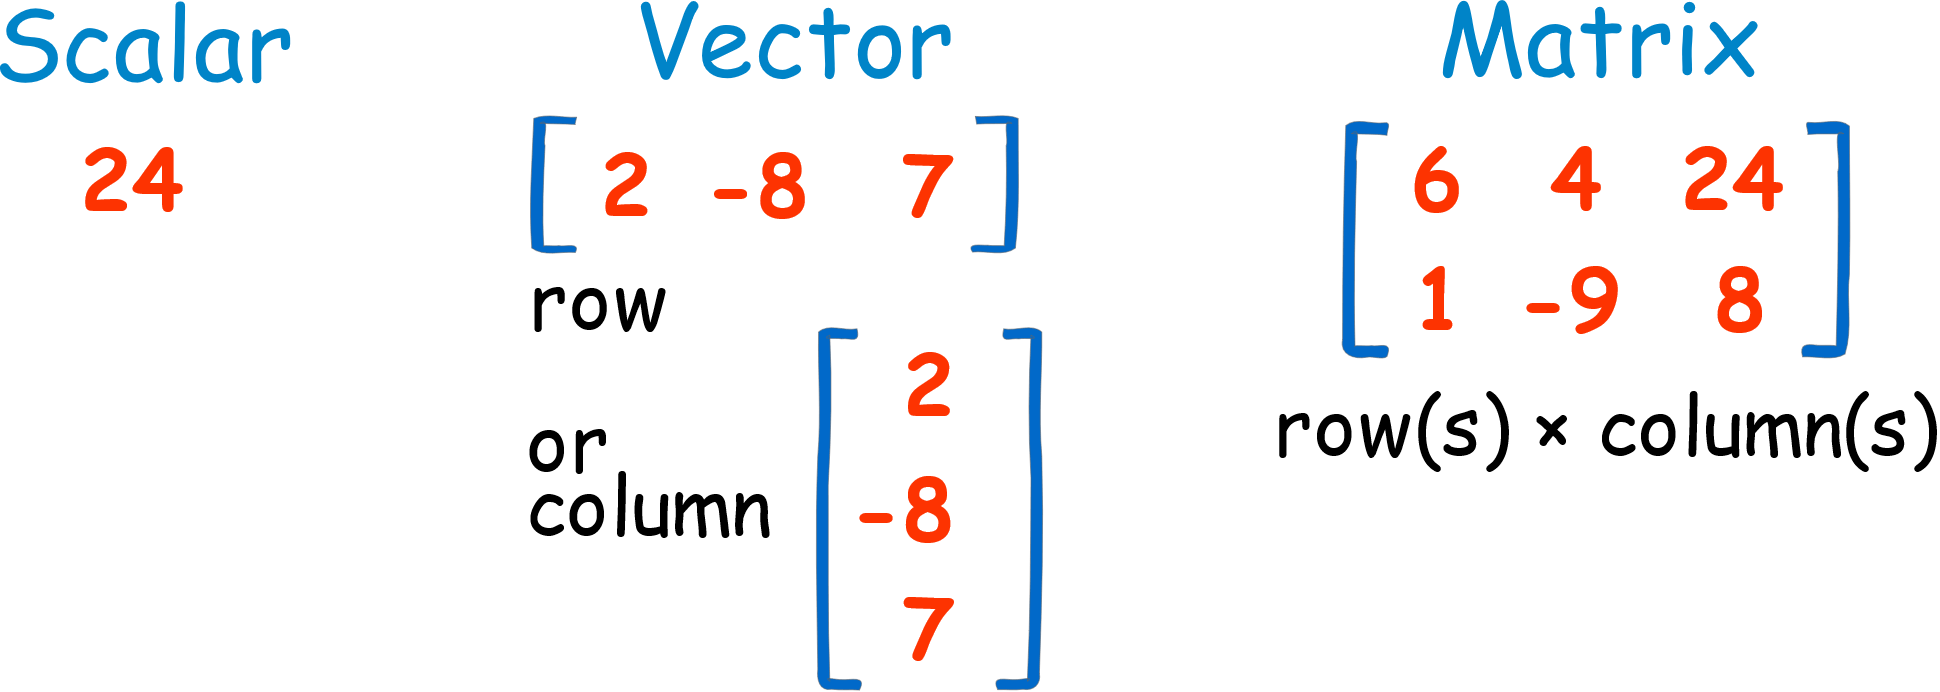 Scalar
24
Vector
2 -8 7
row
or
column
2
-8
7
Matrix
6 4 24
1 -9 8
row(s) × column(s)